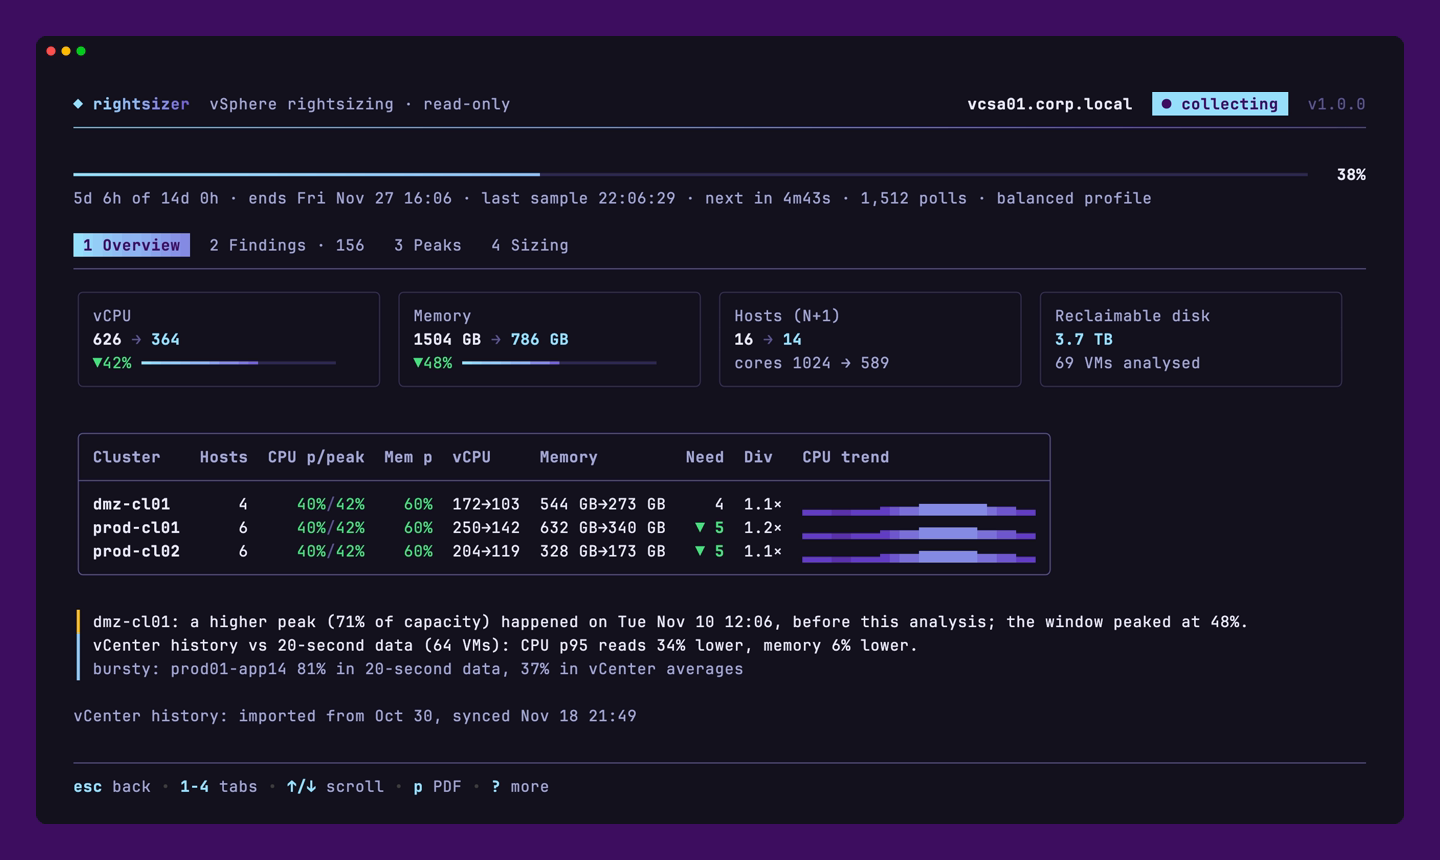 ◆ rightsizer vSphere rightsizing · read-only vcsa01.corp.local ● collecting v1.0.0
38%
5d 6h of 14d 0h · ends Fri Nov 27 16:06 · last sample 22:06:29 · next in 4m43s · 1,512 polls · balanced profile
1 Overview 2 Findings · 156 3 Peaks 4 Sizing
vCPU
626 → 364
▼42%
Memory
1504 GB → 786 GB
▼48%
Hosts (N+1)
16 → 14
cores 1024 → 589
Reclaimable disk
3.7 TB
69 VMs analysed
Cluster Hosts CPU p/peak Mem p vCPU Memory Need Div CPU trend
dmz-cl01 4 40%/42% 60% 172→103 544 GB→273 GB 4 1.1×
prod-cl01 6 40%/42% 60% 250→142 632 GB→340 GB ▼ 5 1.2×
prod-cl02 6 40%/42% 60% 204→119 328 GB→173 GB ▼ 5 1.1×
dmz-cl01: a higher peak (71% of capacity) happened on Tue Nov 10 12:06, before this analysis; the window peaked at 48%.
vCenter history vs 20-second data (64 VMs): CPU p95 reads 34% lower, memory 6% lower.
bursty: prod01-app14 81% in 20-second data, 37% in vCenter averages
vCenter history: imported from Oct 30, synced Nov 18 21:49
esc back · 1-4 tabs · ↑/↓ scroll · p PDF · ? more